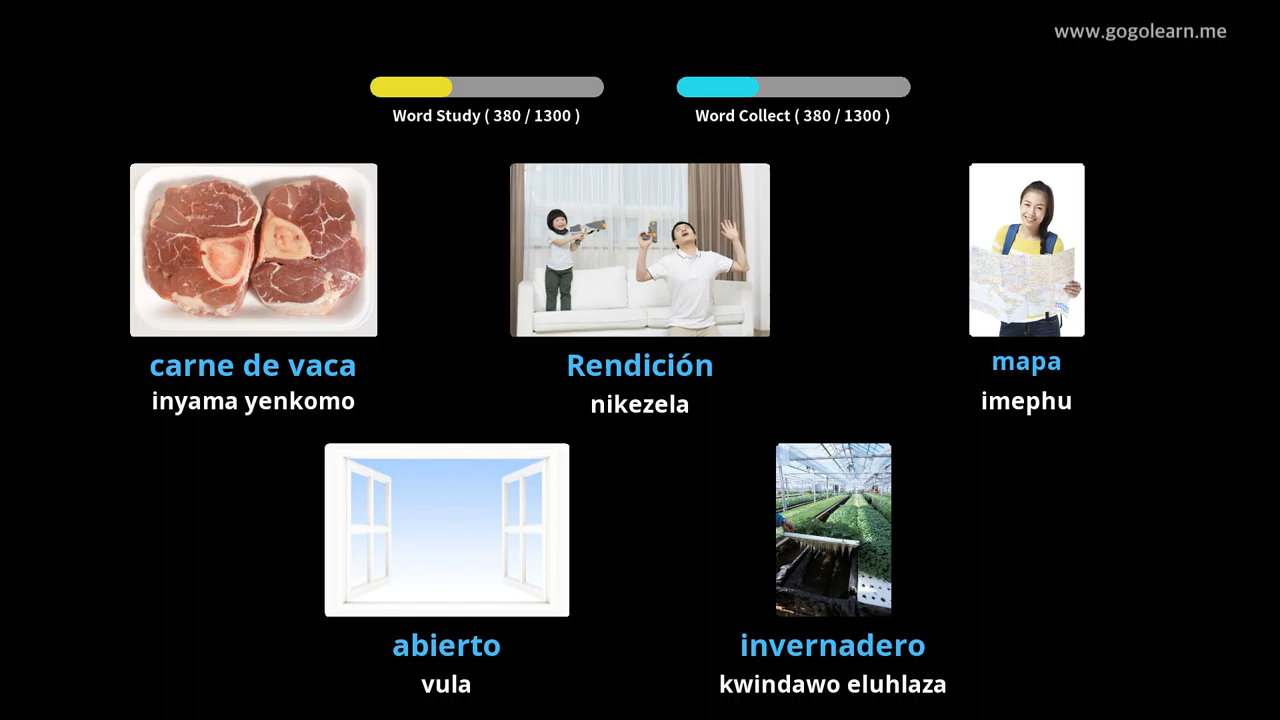 www.gogolearn.me
Word Study ( 380 / 1300 )
Word Collect ( 380 / 1300 )
carne de vaca
inyama yenkomo
Rendición
nikezela
mapa
imephu
abierto
vula
invernadero
kwindawo eluhlaza